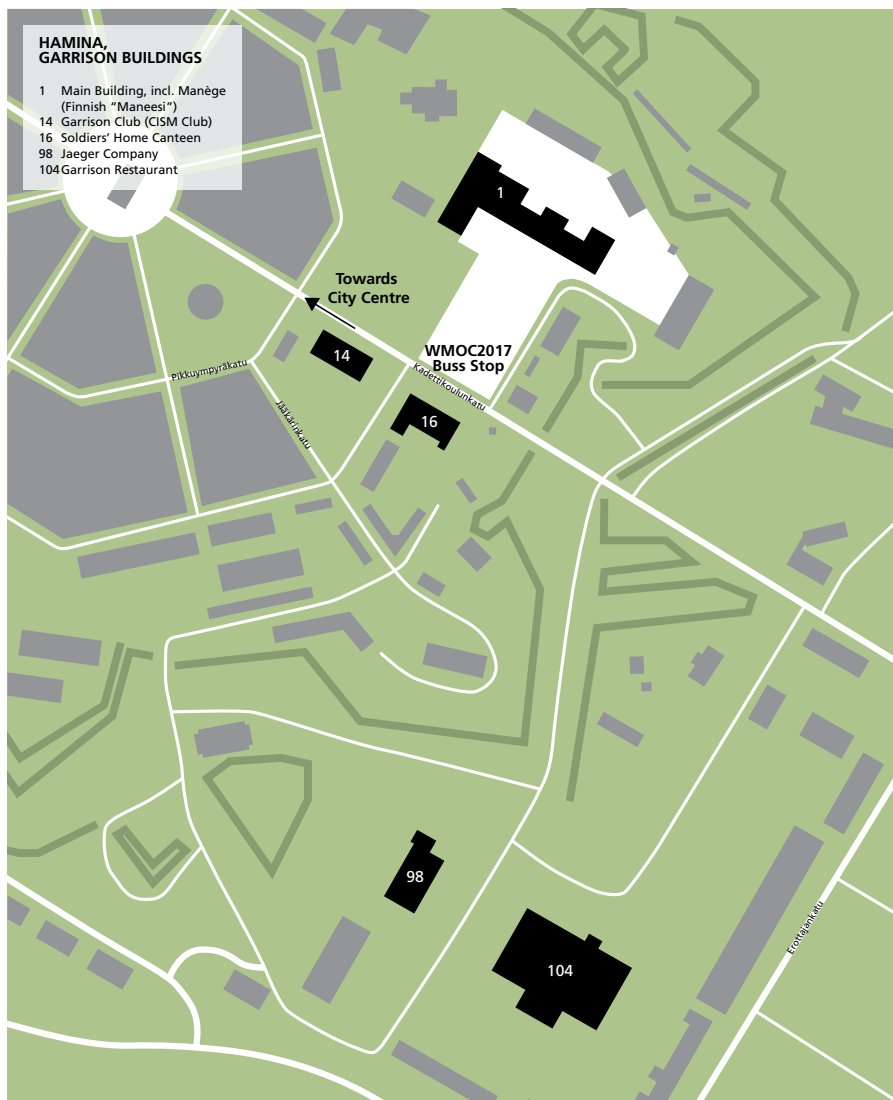 HAMINA,
GARRISON BUILDINGS
1 Main Building, incl. Manège
(Finnish “Maneesi”)
14 Garrison Club (CISM Club)
16 Soldiers’ Home Canteen
98 Jaeger Company
104 Garrison Restaurant
1
Towards
City Centre
14
WMOC2017
Buss Stop
Kadettikoulunkatu
Pikkuympyräkatu
Jääkärinkatu
16
98
104
Erottajankatu